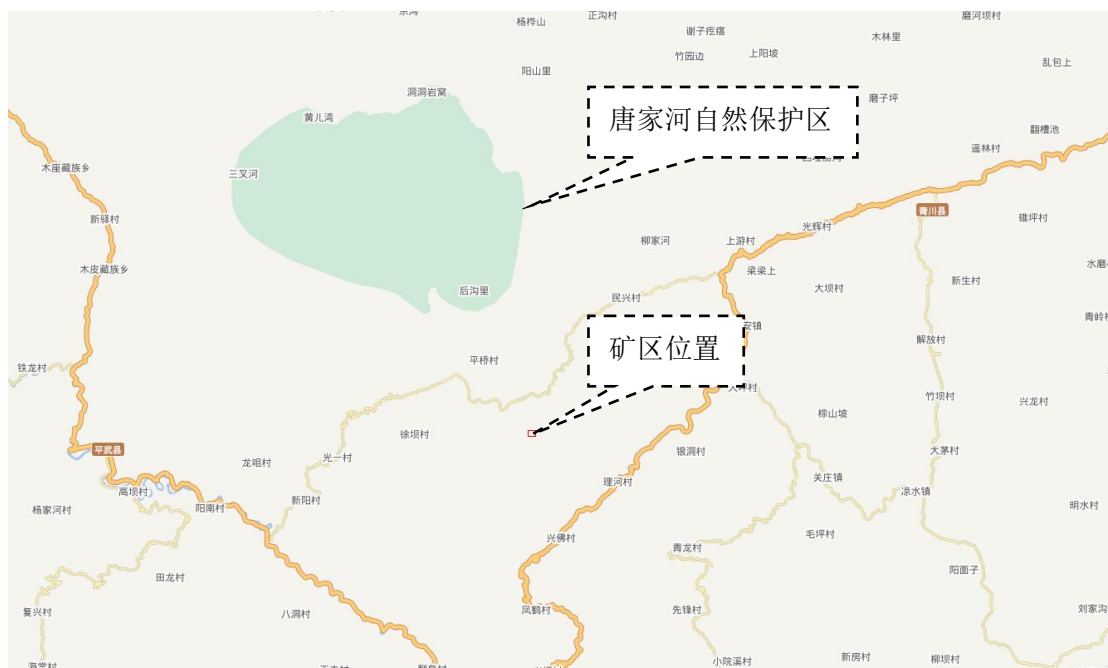 杨桦山
正沟村
磨河坝村
谢子疙瘩
木林里
竹园边
上阳坡
乱包上
阳山里
洞洞岩窝
磨子坪
黄儿湾
唐家河自然保护区
翻槽池
遥林村
木座藏族乡
三叉河
新驿村
青川县
碓坪村
光辉村
柳家河
上游村
木皮藏族乡
梁梁上
水磨
新生村
后沟里
大坝村
民兴村
青岭
安镇
解放村
矿区位置
平桥村
铁龙村
大坪村
竹坝村
兴龙村
棕山坡
徐坝村
平武县
银洞村
大茅村
光一村
龙咀村
关庄镇
理河村
高坝村
凉水镇
新阳村
阳南村
明水村
杨家河村
毛坪村
兴佛村
青龙村
阳面子
田龙村
复兴村
八洞村
凤鹤村
先锋村
刘家沟
小院溪村
新房村
柳坝村